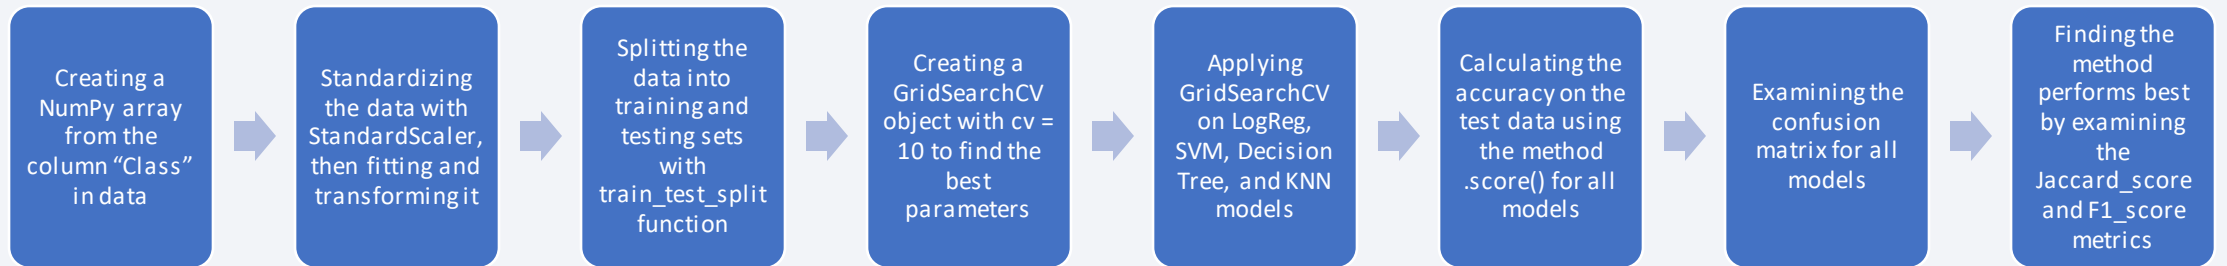 Creating a
NumPy array
from the
column “Class”
in data
Standardizing
the data with
StandardScaler,
then fitting and
transforming it
Splitting the
data into
training and
testing sets
with
train_test_split
function
Creating a
GridSearchCV
object with cv =
10 to find the
best
parameters
Applying
GridSearchCV
on LogReg,
SVM, Decision
Tree, and KNN
models
Calculating the
accuracy on the
test data using
the method
.score() for all
models
Examining the
confusion
matrix for all
models
Finding the
method
performs best
by examining
the
Jaccard_score
and F1_score
metrics